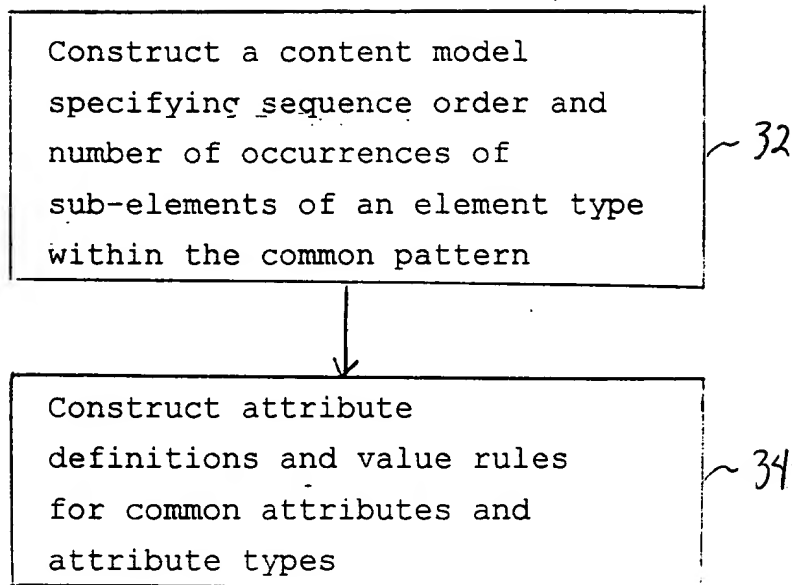 Construct a content model
specifying sequence order and
number of occurrences of
sub-elements of an element type
within the common pattern
32
Construct attribute
definitions and value rules
for common attributes and
attribute types
34